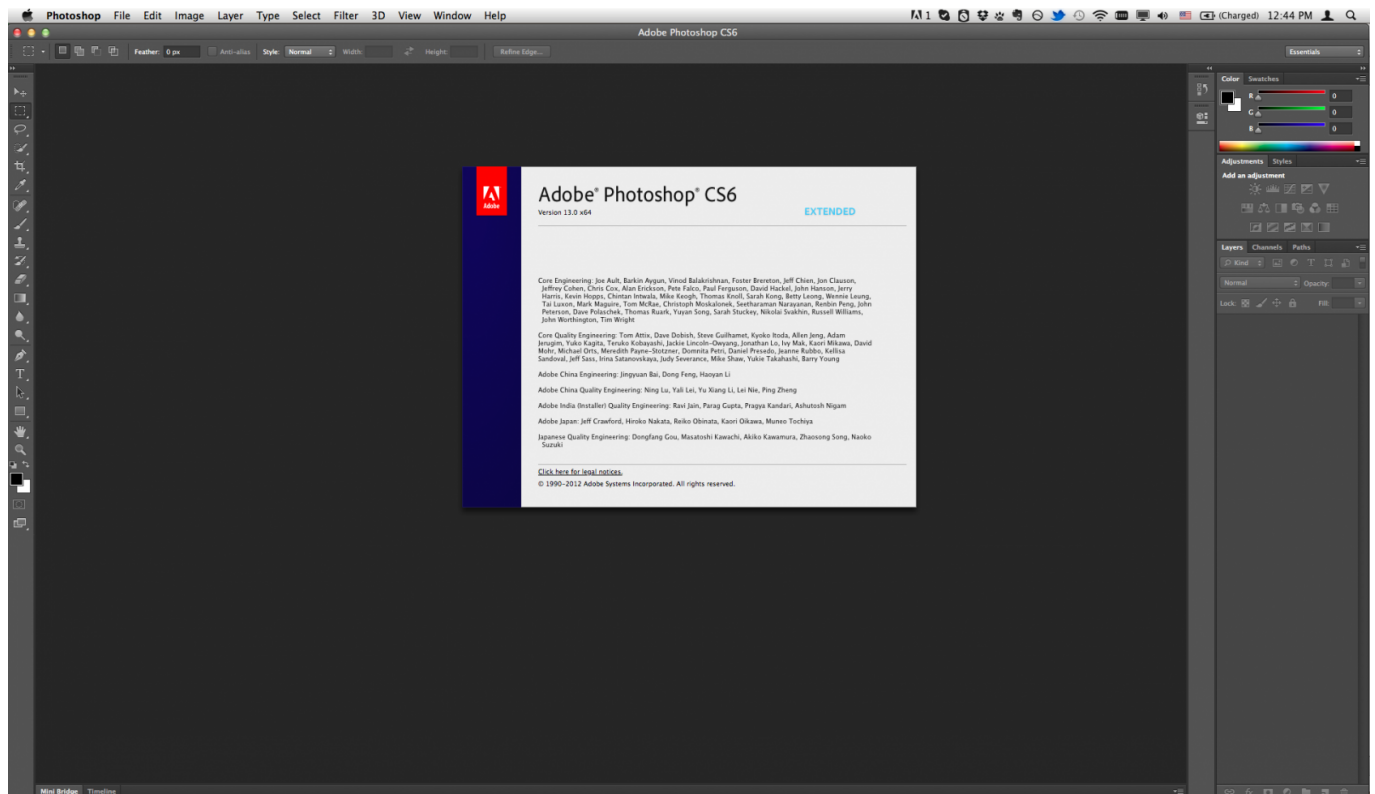 Photoshop File Edit Image Layer Type Select Filter 3D View Window Help 1 (Charged) 12:44 PM
Adobe Photoshop CS6
Feather: 0 px Anti-alias Style: Normal Width: Height: Refine Edge... Essentials
Color Swatches
R 0
G 0
B 0
Adjustments Styles
Add an adjustment
Layers Channels Paths
Kind
Normal Opacity:
Lock: Fill:
Adobe
Adobe® Photoshop® CS6
Version 13.0 x64 EXTENDED
Core Engineering: Joe Ault, Barkin Aygun, Vinod Balakrishnan, Foster Brereton, Jeff Chien, Jon Clauson,
Jeffrey Cohen, Chris Cox, Alan Erickson, Pete Falco, Paul Ferguson, David Hackel, John Hanson, Jerry
Harris, Kevin Hopps, Chintan Intwala, Mike Keogh, Thomas Knoll, Sarah Kong, Betty Leong, Wennie Leung,
Tai Luxon, Mark Maguire, Tom McRae, Christoph Moskalonek, Seetharaman Narayanan, Renbin Peng, John
Peterson, Dave Polaschek, Thomas Ruark, Yuyan Song, Sarah Stuckey, Nikolai Svakhin, Russell Williams,
John Worthington, Tim Wright
Core Quality Engineering: Tom Attix, Dave Dobish, Steve Guilhamet, Kyoko Itoda, Allen Jeng, Adam
Jerugim, Yuko Kagita, Teruko Kobayashi, Jackie Lincoln-Owyang, Jonathan Lo, Ivy Mak, Kaori Mikawa, David
Mohr, Michael Orts, Meredith Payne-Stotzner, Domnita Petri, Daniel Presedo, Jeanne Rubbo, Kellisa
Sandoval, Jeff Sass, Irina Satanovskaya, Judy Severance, Mike Shaw, Yukie Takahashi, Barry Young
Adobe China Engineering: Jingyuan Bai, Dong Feng, Haoyan Li
Adobe China Quality Engineering: Ning Lu, Yali Lei, Yu Xiang Li, Lei Nie, Ping Zheng
Adobe India (Installer) Quality Engineering: Ravi Jain, Parag Gupta, Pragya Kandari, Ashutosh Nigam
Adobe Japan: Jeff Crawford, Hiroko Nakata, Reiko Obinata, Kaori Oikawa, Muneo Tochiya
Japanese Quality Engineering: Dongfang Gou, Masatoshi Kawachi, Akiko Kawamura, Zhaosong Song, Naoko
Suzuki
Click here for legal notices.
© 1990-2012 Adobe Systems Incorporated. All rights reserved.
Mini Bridge Timeline